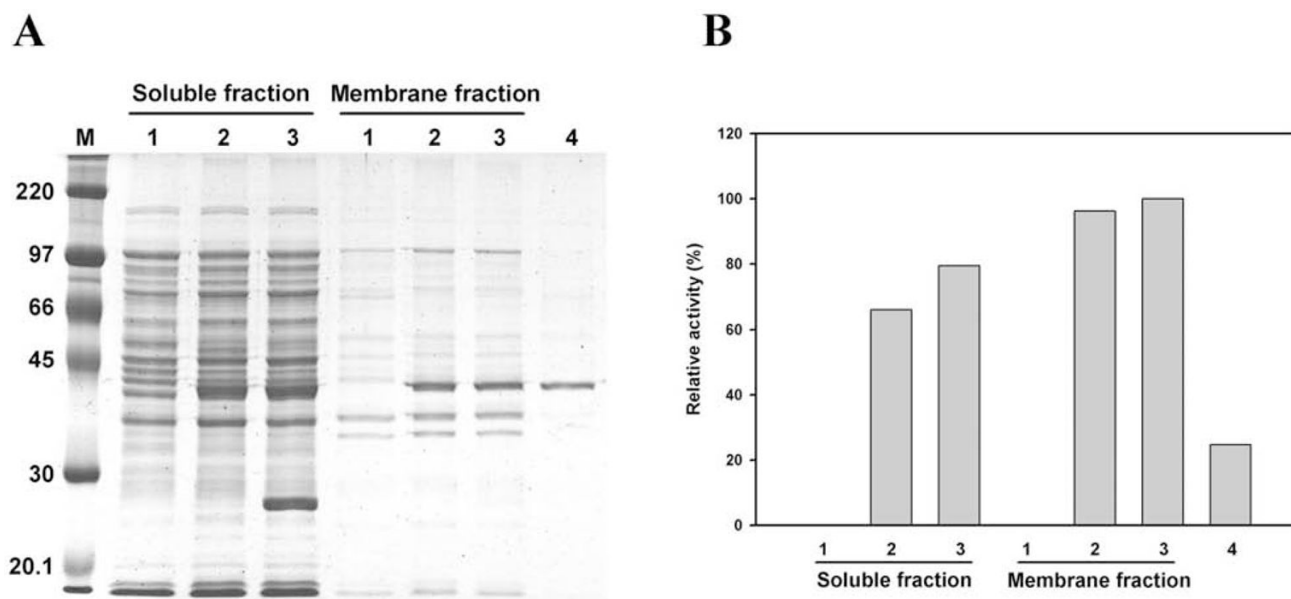 A
Soluble fraction Membrane fraction
M 1 2 3 1 2 3 4
220
97
66
45
30
20.1
B
120
100
80
60
40
20
0
Relative activity (%)
1 2 3 1 2 3 4
Soluble fraction Membrane fraction